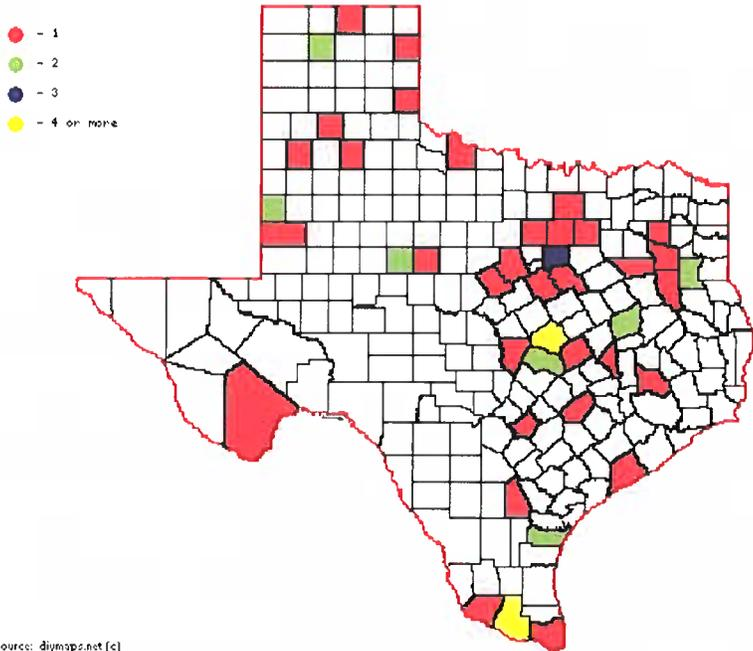 - 1
- 2
- 3
- 4 or more
ource: diymaps.net (c)